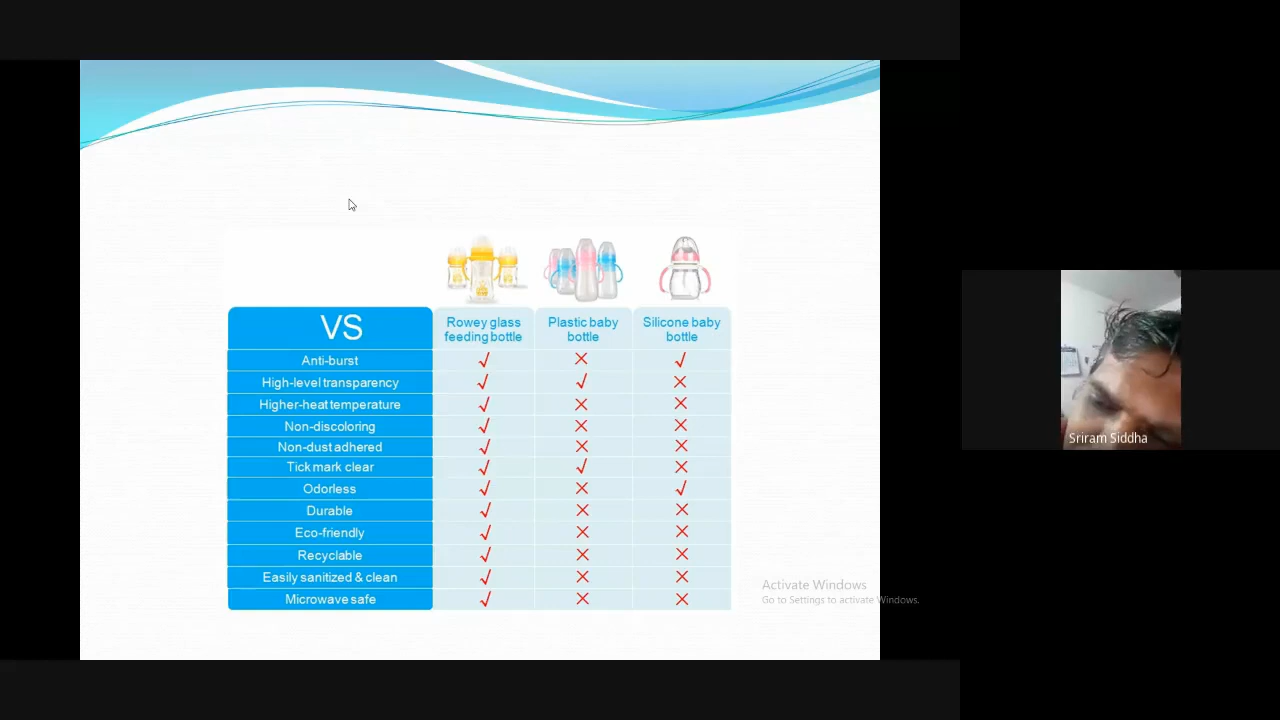 VS
Rowey glass
feeding bottle
Plastic baby
bottle
Silicone baby
bottle
Anti-burst √ × √
High-level transparency √ √ ×
Higher-heat temperature √ × ×
Non-discoloring √ × ×
Non-dust adhered √ × ×
Tick mark clear √ √ ×
Odorless √ × √
Durable √ × ×
Eco-friendly √ × ×
Recyclable √ × ×
Easily sanitized & clean √ × ×
Microwave safe √ × ×
Activate Windows
Go to Settings to activate Windows.
Sriram Siddha